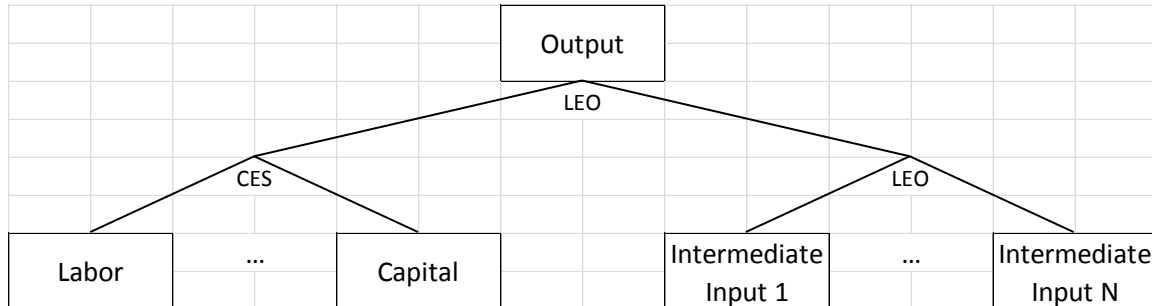 Output
LEO
CES
LEO
Labor
...
Capital
Intermediate
Input 1
...
Intermediate
Input N